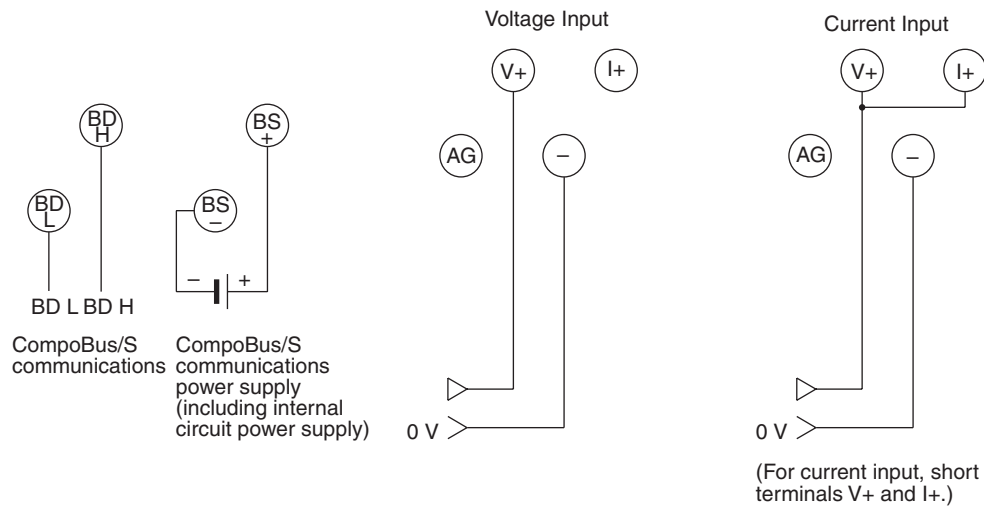 Voltage Input
Current Input
V+
I+
V+
I+
BD
H
BS
+
AG
–
AG
–
BD
L
BS
–
– +
BD L BD H
CompoBus/S
communications
CompoBus/S
communications
power supply
(including internal
circuit power supply)
0 V
0 V
(For current input, short
terminals V+ and I+.)